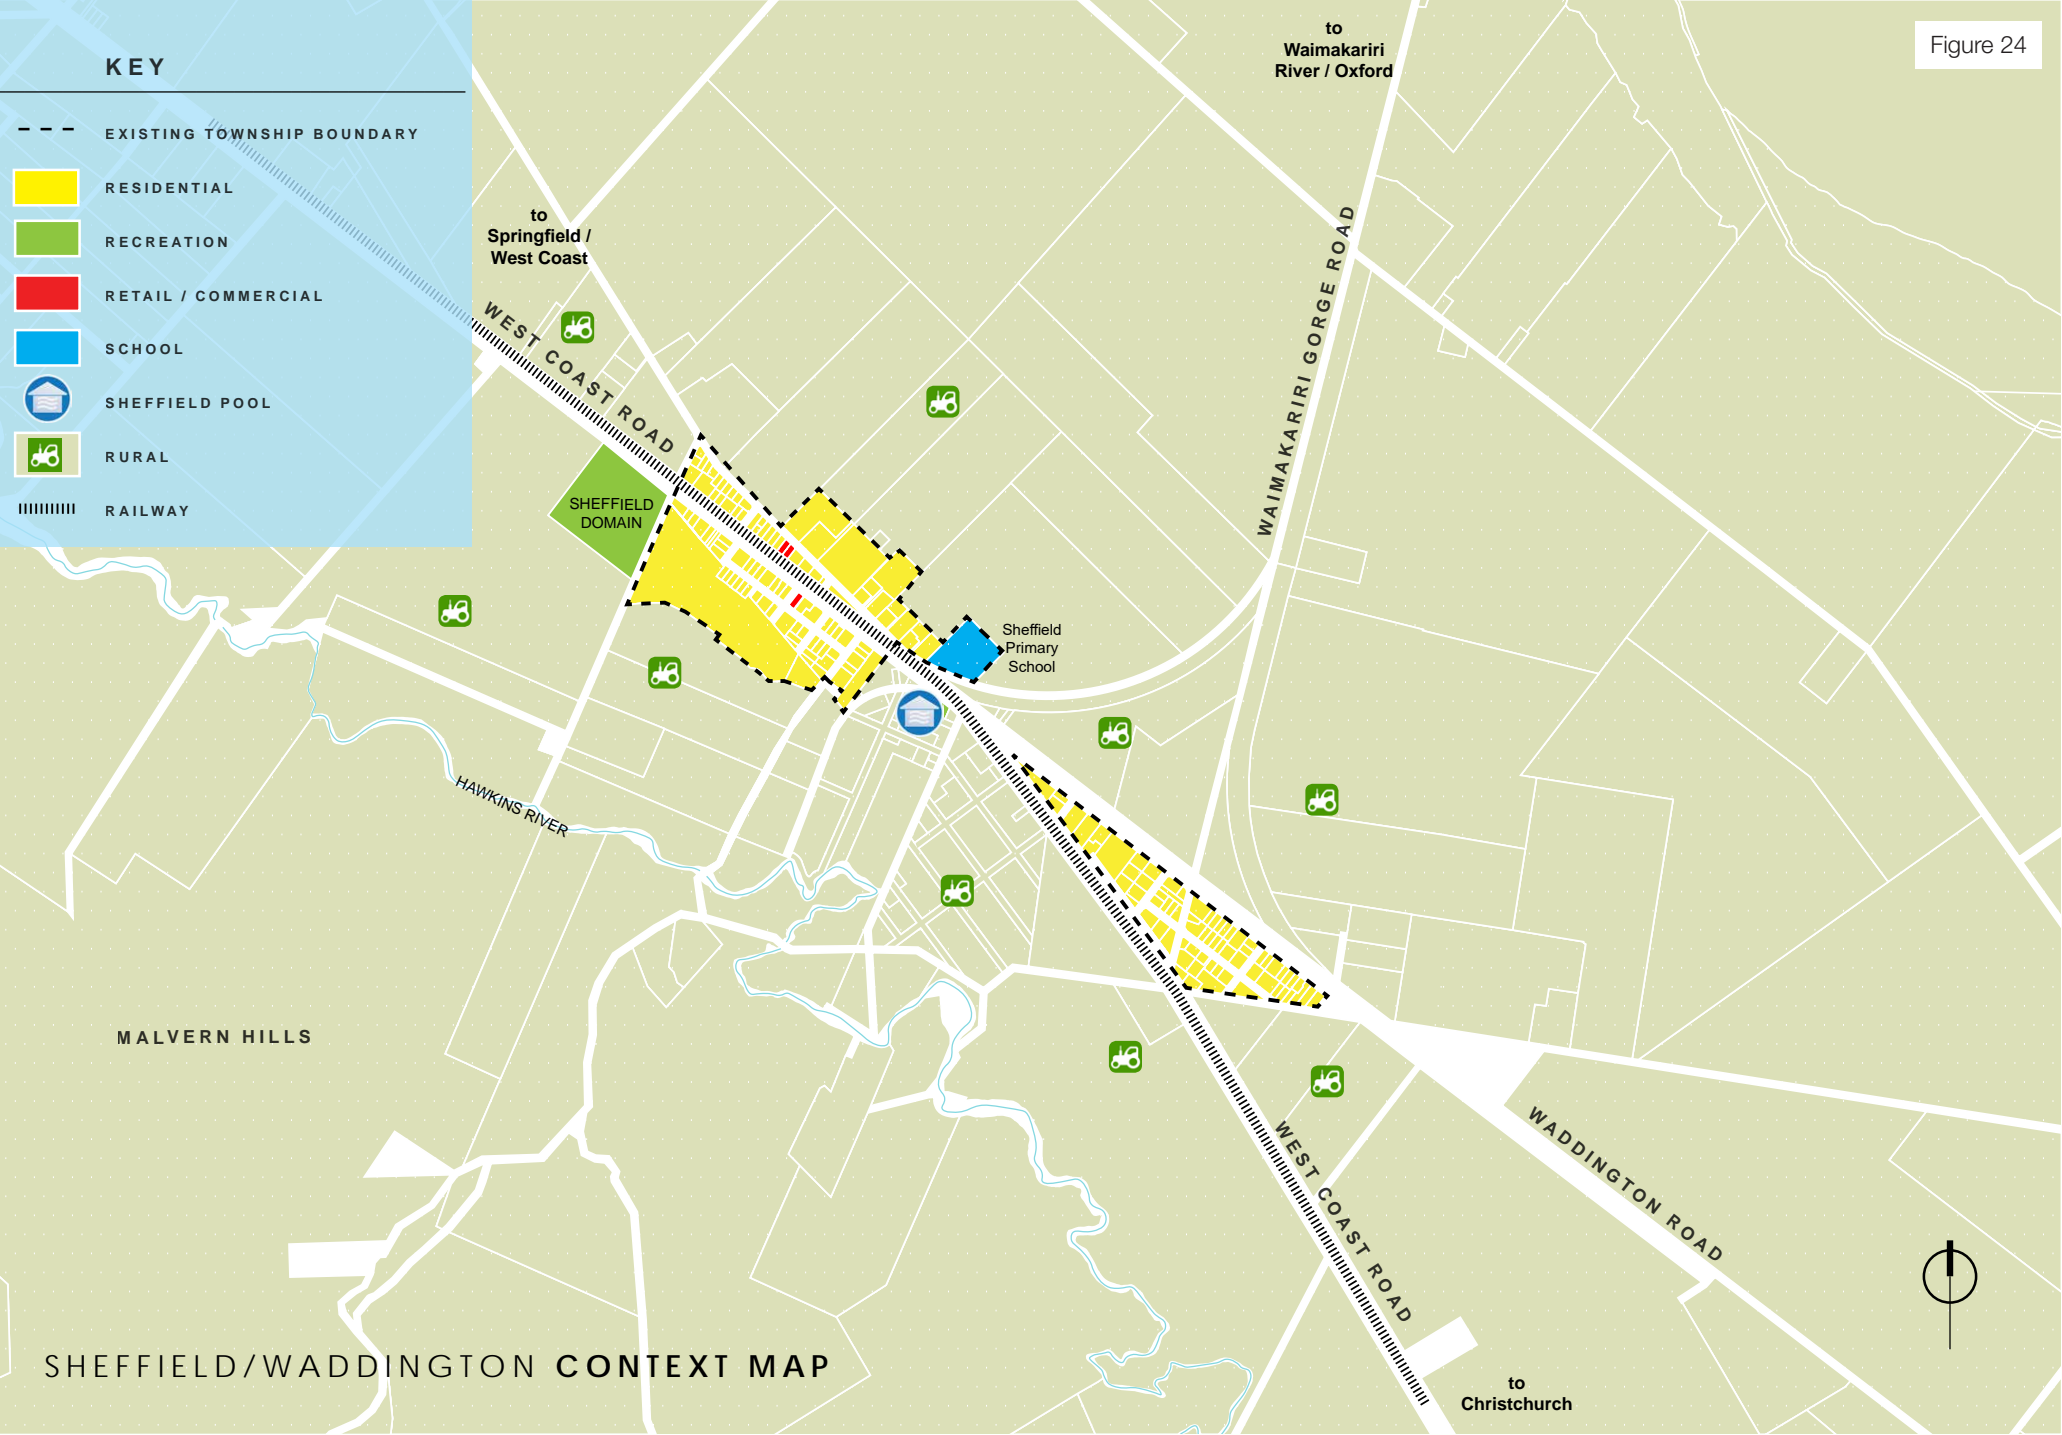 Figure 24
KEY
EXISTING TOWNSHIP BOUNDARY
RESIDENTIAL
RECREATION
RETAIL / COMMERCIAL
SCHOOL
SHEFFIELD POOL
RURAL
RAILWAY
to
Waimakariri
River / Oxford
to
Springfield /
West Coast
WEST COAST ROAD
WAIMAKARIRI GORGE ROAD
SHEFFIELD
DOMAIN
Sheffield
Primary
School
HAWKINS RIVER
MALVERN HILLS
WEST COAST ROAD
WADDINGTON ROAD
to
Christchurch
SHEFFIELD/WADDINGTON CONTEXT MAP